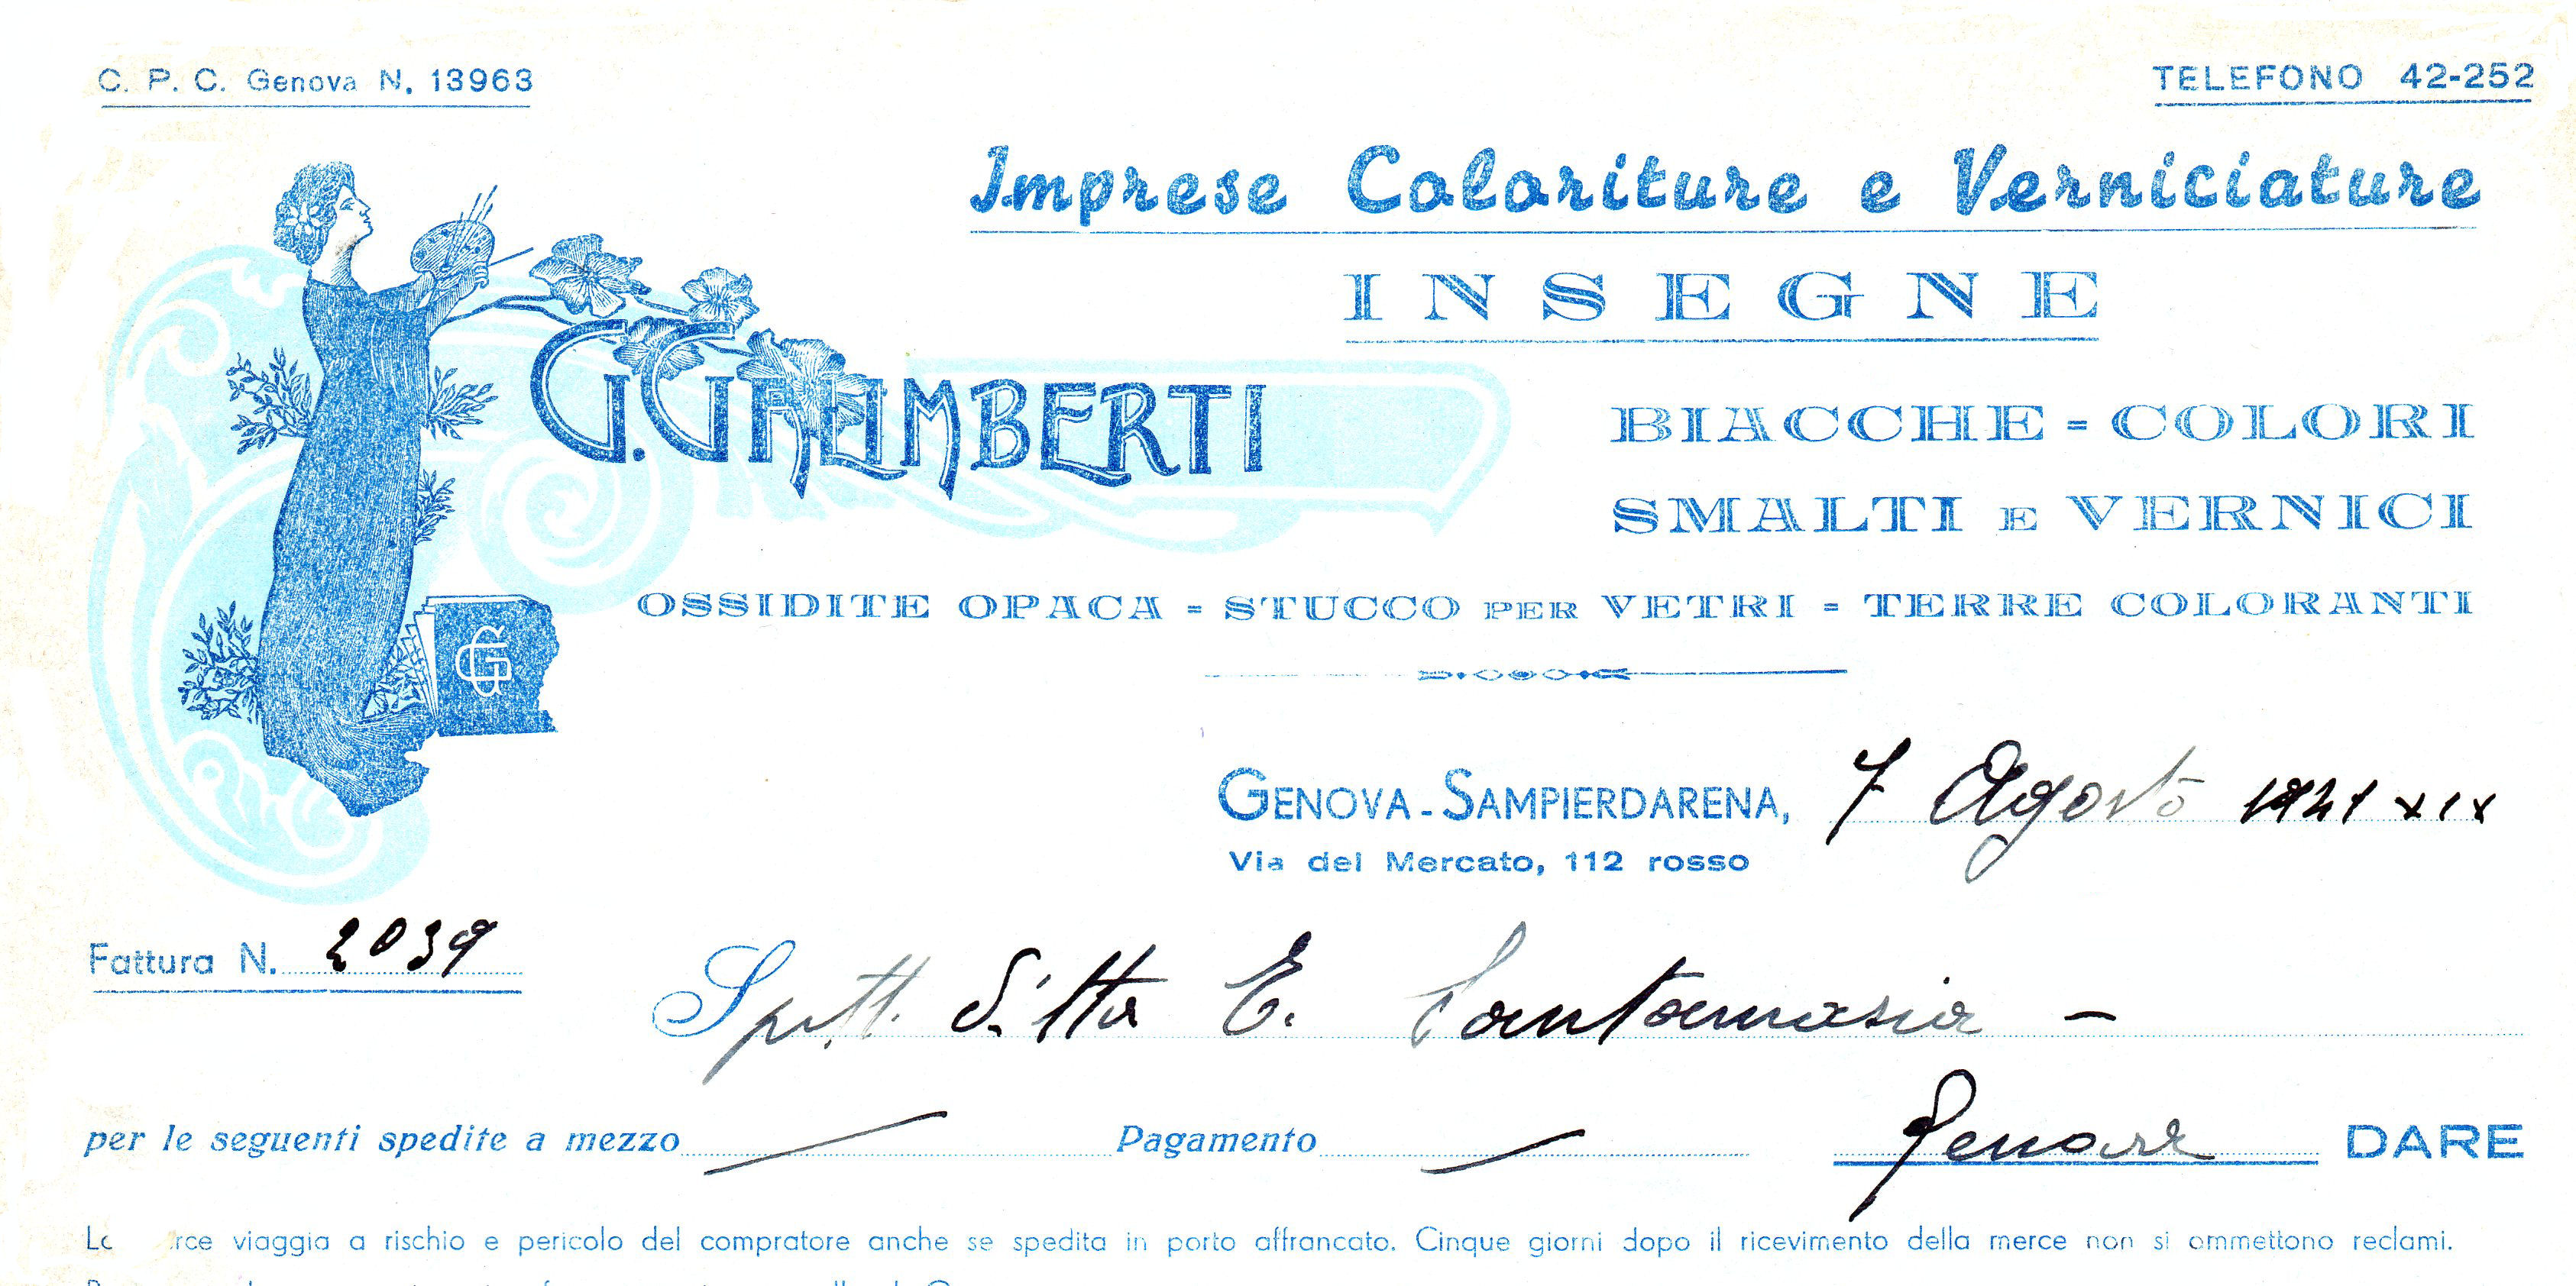 C. P. C. Genova N. 13963
TELEFONO 42-252
Imprese Coloriture e Verniciature
INSEGNE
G. GALIMBERTI
BIACCHE = COLORI
SMALTI E VERNICI
OSSIDITE OPACA = STUCCO PER VETRI = TERRE COLORANTI
GENOVA - SAMPIERDARENA, 7 Agosto 1941 XIX
Via del Mercato, 112 rosso
Fattura N. 2039
Spett. Ditta E. Santamaria -
per le seguenti spedite a mezzo Pagamento DARE
viaggia a rischio e pericolo del compratore anche se spedita in porto affrancato. Cinque giorni dopo il ricevimento della merce non si ommettono reclami.